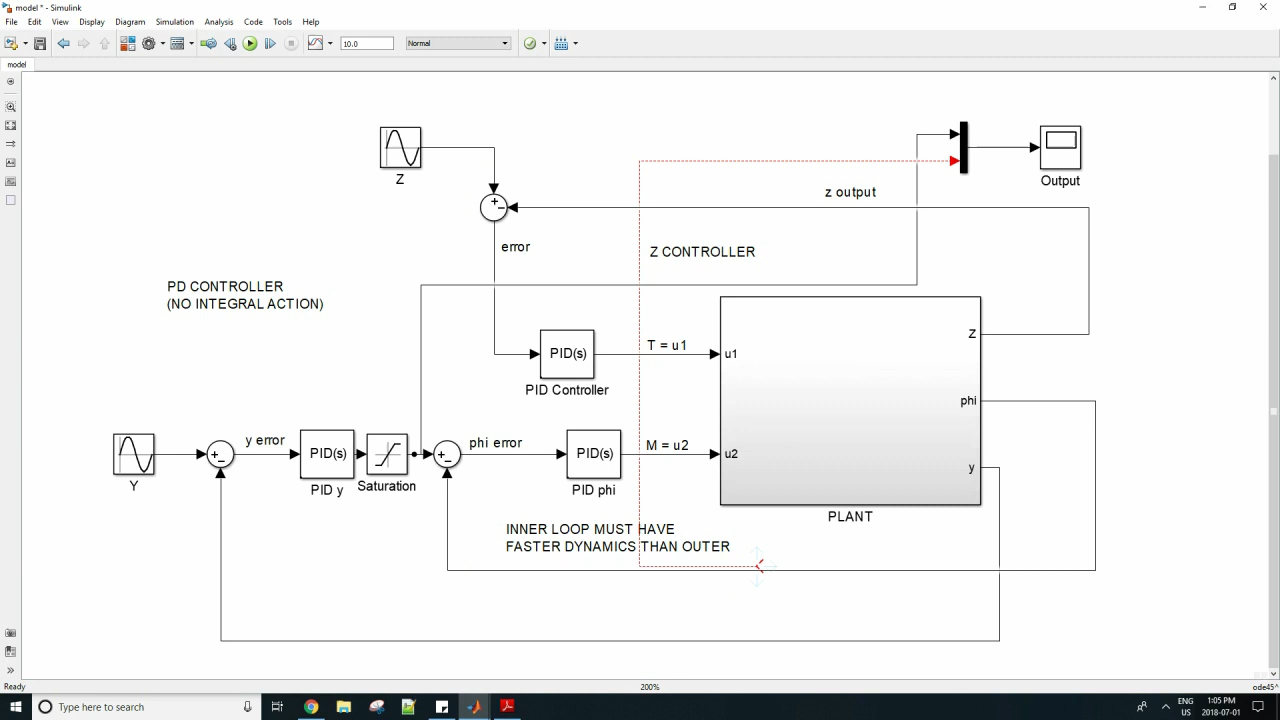 model * - Simulink
File Edit View Display Diagram Simulation Analysis Code Tools Help
10.0
Normal
model
Z
Output
z output
error
Z CONTROLLER
PD CONTROLLER
(NO INTEGRAL ACTION)
PID(s)
PID Controller
T = u1
u1
Z
phi
y
u2
PLANT
Y
y error
PID(s)
PID y
Saturation
phi error
PID(s)
PID phi
M = u2
INNER LOOP MUST HAVE
FASTER DYNAMICS THAN OUTER
Ready
200%
ode45
Type here to search
ENG
US
1:05 PM
2018-07-01